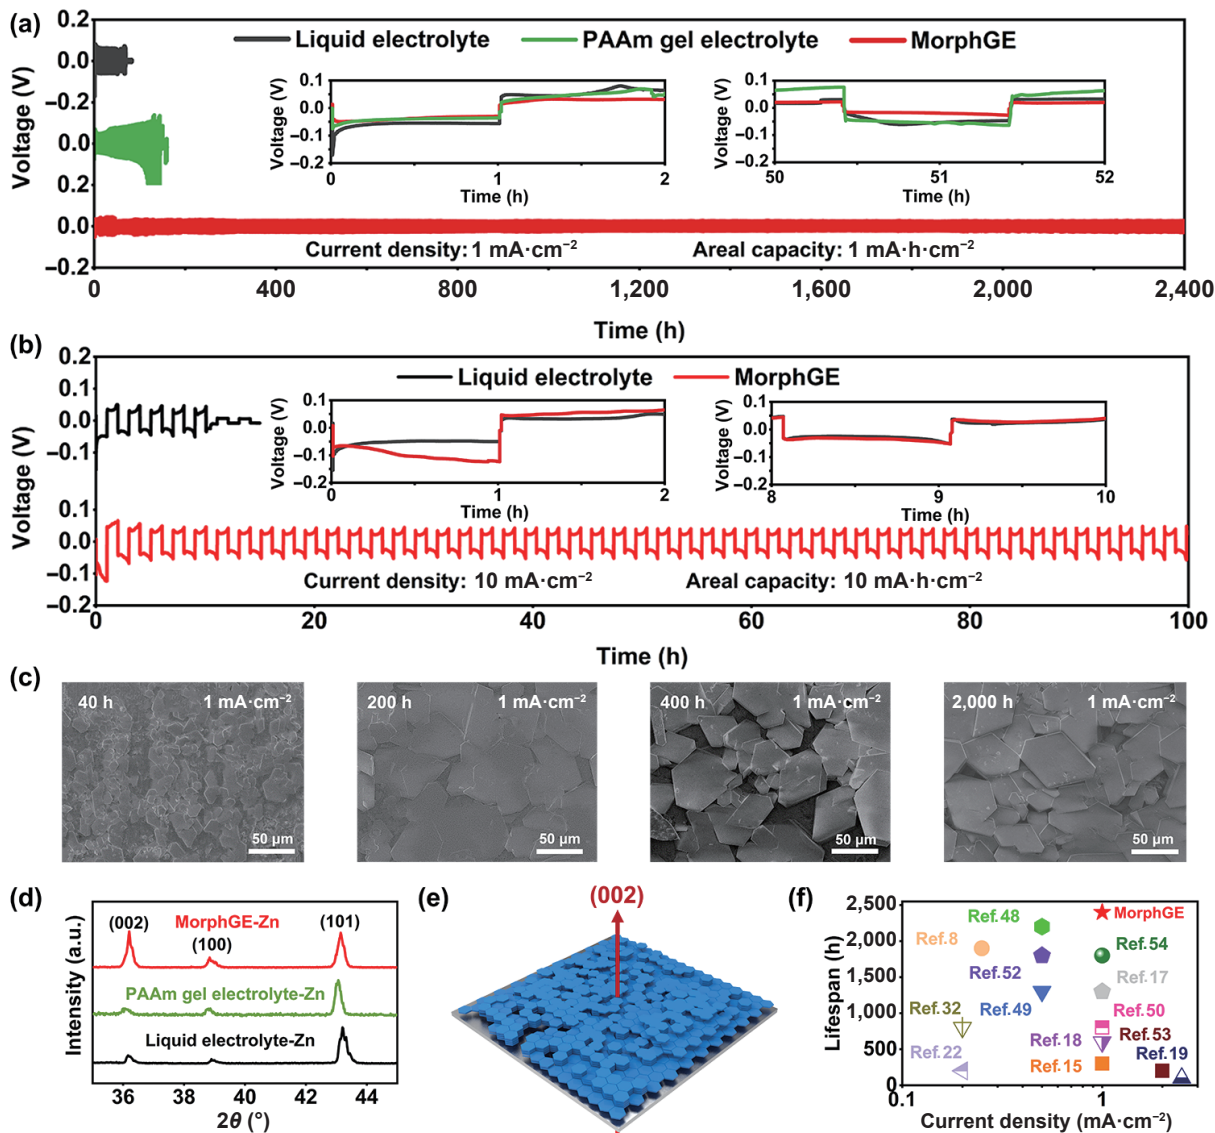 (a)
0.2
0.0
–0.2
0.0
0.2
0.0
–0.2
Voltage (V)
Liquid electrolyte
PAAm gel electrolyte
MorphGE
0.1
0.0
–0.1
–0.2
Voltage (V)
0
1
2
Time (h)
0.1
0.0
–0.1
–0.2
Voltage (V)
50
51
52
Time (h)
Current density: 1 mA·cm–2
Areal capacity: 1 mA·h·cm–2
0
400
800
1,200
1,600
2,000
2,400
Time (h)
(b)
0.2
0.1
0.0
–0.1
0.1
0.0
–0.1
–0.2
Voltage (V)
Liquid electrolyte
MorphGE
0.1
0.0
–0.1
–0.2
Voltage (V)
0
1
2
Time (h)
0.1
0.0
–0.1
–0.2
Voltage (V)
8
9
10
Time (h)
Current density: 10 mA·cm–2
Areal capacity: 10 mA·h·cm–2
0
20
40
60
80
100
Time (h)
(c)
40 h
1 mA·cm–2
50 μm
200 h
1 mA·cm–2
50 μm
400 h
1 mA·cm–2
50 μm
2,000 h
1 mA·cm–2
50 μm
(d)
Intensity (a.u.)
(002)
MorphGE-Zn
(100)
(101)
PAAm gel electrolyte-Zn
Liquid electrolyte-Zn
36
38
40
42
44
2θ (°)
(e)
(002)
(f)
2,500
2,000
1,500
1,000
500
0
Lifespan (h)
Ref.48
MorphGE
Ref.8
Ref.54
Ref.52
Ref.17
Ref.32
Ref.49
Ref.50
Ref.18
Ref.53
Ref.22
Ref.15
Ref.19
0.1
1
Current density (mA·cm–2)